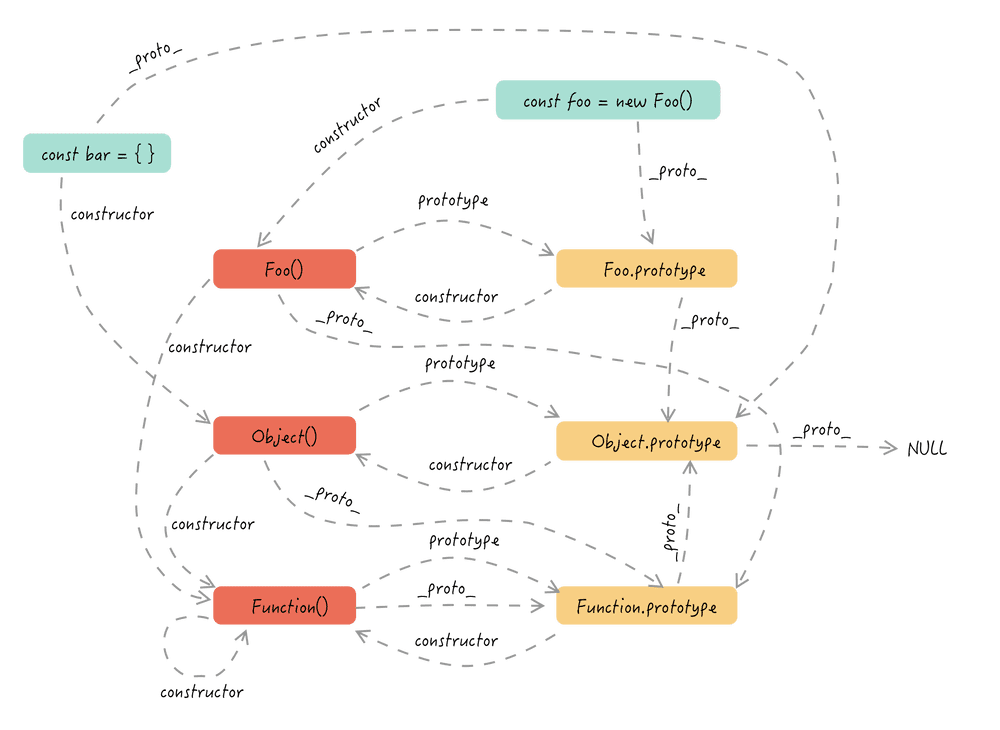 _proto_
const foo = new Foo()
constructor
const bar = { }
_proto_
constructor
prototype
Foo()
Foo.prototype
constructor
_proto_
_proto_
constructor
prototype
_proto_
Object()
Object.prototype
NULL
constructor
_proto_
constructor
prototype
_proto_
_proto_
Function()
Function.prototype
constructor
constructor